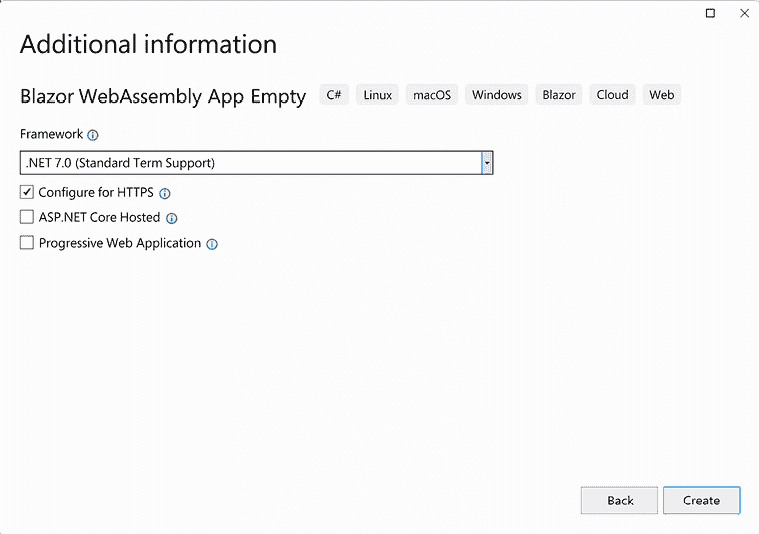 Additional information
Blazor WebAssembly App Empty C# Linux macOS Windows Blazor Cloud Web
Framework
.NET 7.0 (Standard Term Support)
Configure for HTTPS
ASP.NET Core Hosted
Progressive Web Application
Back Create